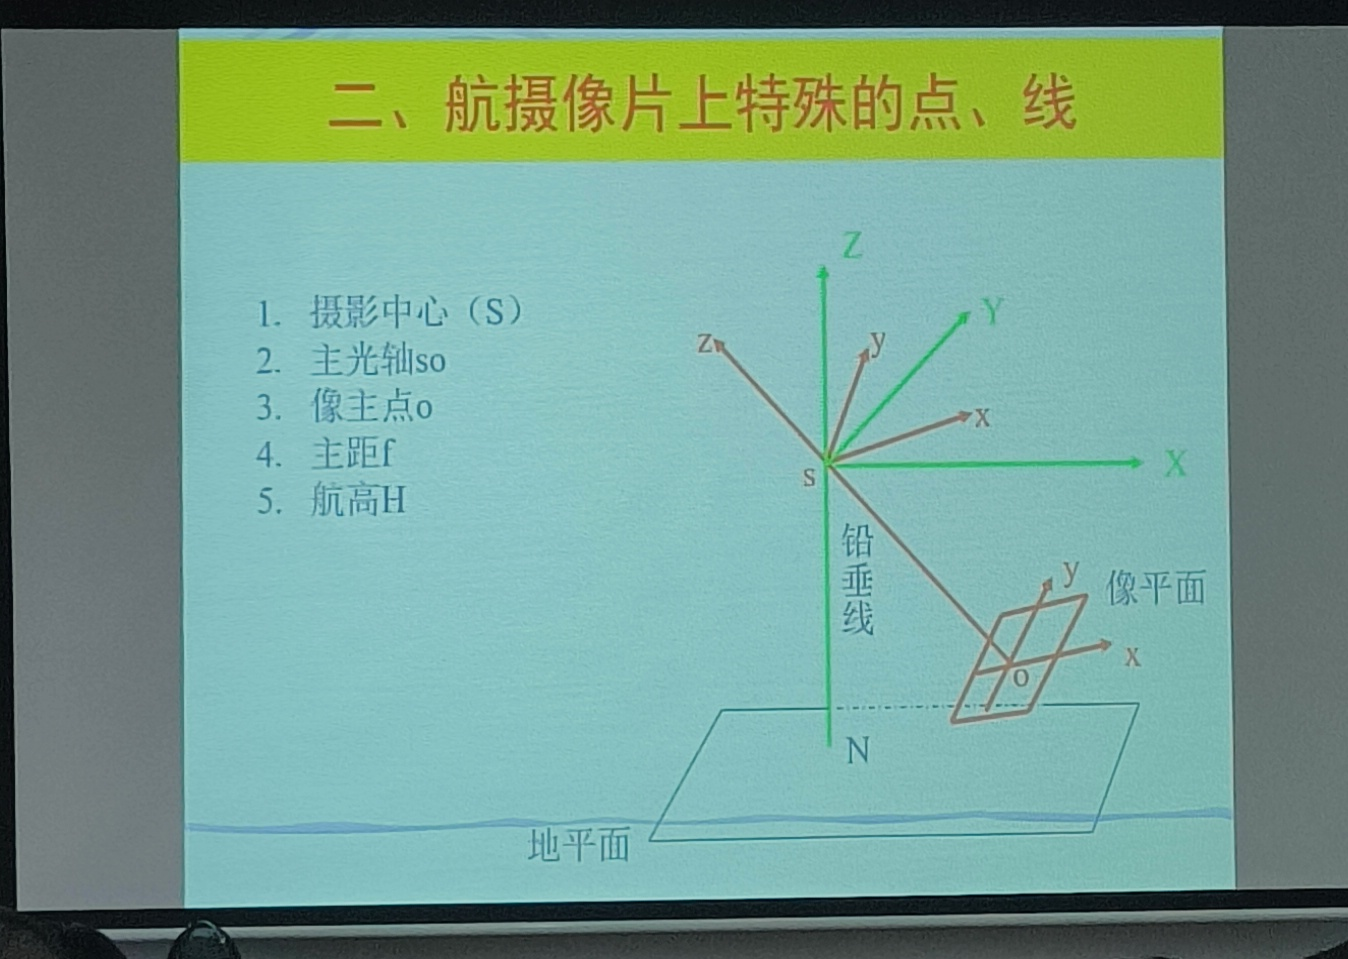 二、航摄像片上特殊的点、线
1. 摄影中心（S）
2. 主光轴so
3. 像主点o
4. 主距f
5. 航高H
Z
Y
z
y
x
X
s
铅垂线
y
像平面
x
o
N
地平面